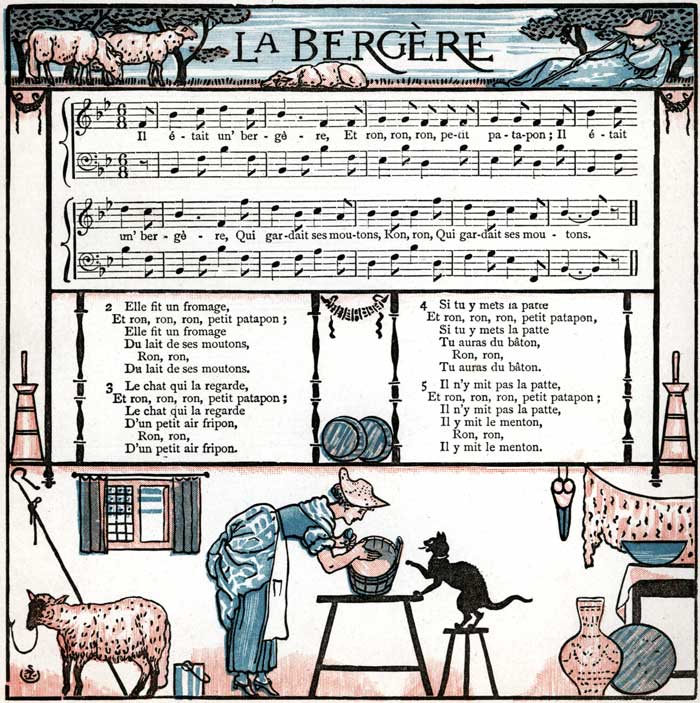 LA BERGÈRE
Il é - tait un' ber - gè - re, Et ron, ron, ron, pe-tit pa - ta-pon; Il é - tait
un' ber - gè - re, Qui gar-dait ses mou-tons, Ron, ron, Qui gar-dait ses mou - tons.
2 Elle fit un fromage,
Et ron, ron, ron, petit patapon;
Elle fit un fromage
Du lait de ses moutons,
Ron, ron,
Du lait de ses moutons.
3 Le chat qui la regarde,
Et ron, ron, ron, petit patapon;
Le chat qui la regarde
D'un petit air fripon,
Ron, ron,
D'un petit air fripon.
4 Si tu y mets la patte
Et ron, ron, ron, petit patapon,
Si tu y mets la patte
Tu auras du bâton,
Ron, ron,
Tu auras du bâton.
5 Il n'y mit pas la patte,
Et ron, ron, ron, petit patapon;
Il n'y mit pas la patte,
Il y mit le menton,
Ron, ron,
Il y mit le menton.